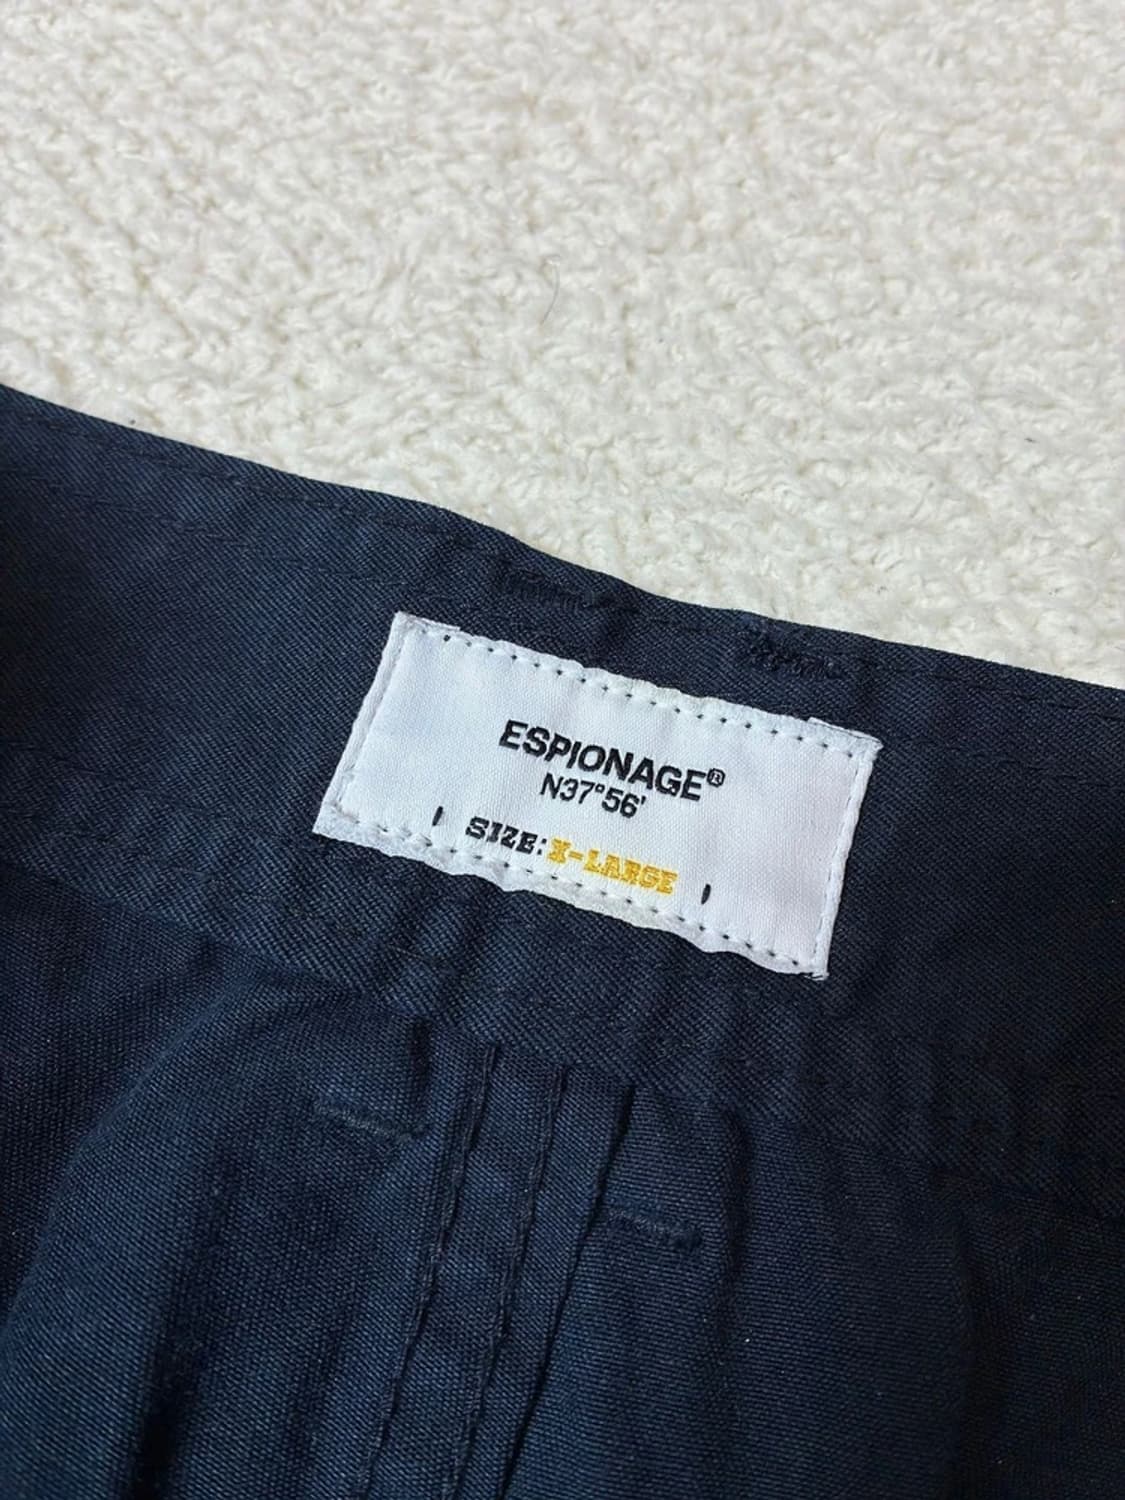 ESPIONAGE®
N37°56'
SIZE: X-LARGE